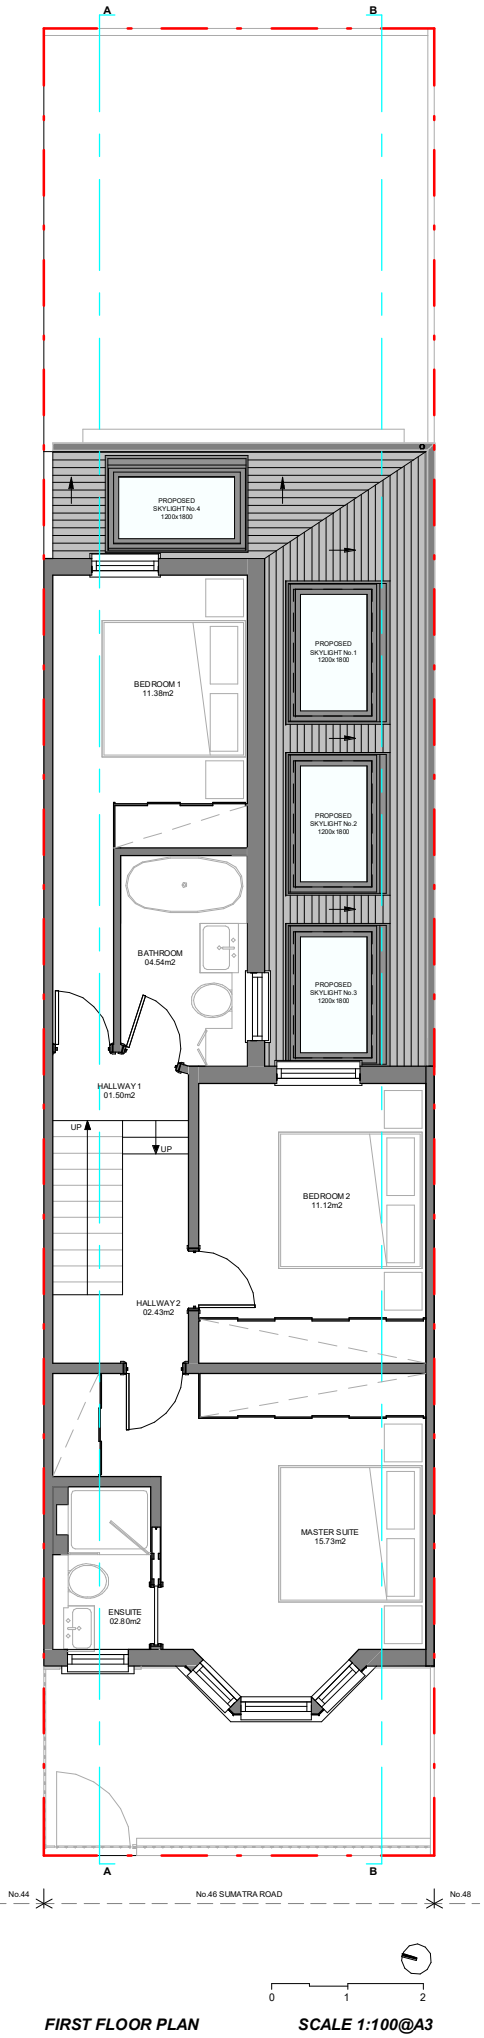 A
B
PROPOSED
SKYLIGHT No.4
1200x1800
PROPOSED
SKYLIGHT No.1
1200x1800
BEDROOM 1
11.38m2
PROPOSED
SKYLIGHT No.2
1200x1800
BATHROOM
04.54m2
PROPOSED
SKYLIGHT No.3
1200x1800
HALLWAY 1
01.50m2
UP
UP
BEDROOM 2
11.12m2
HALLWAY 2
02.43m2
MASTER SUITE
15.73m2
ENSUITE
02.80m2
A
B
No.44
No.46 SUMATRA ROAD
No.48
0 1 2
FIRST FLOOR PLAN
SCALE 1:100@A3